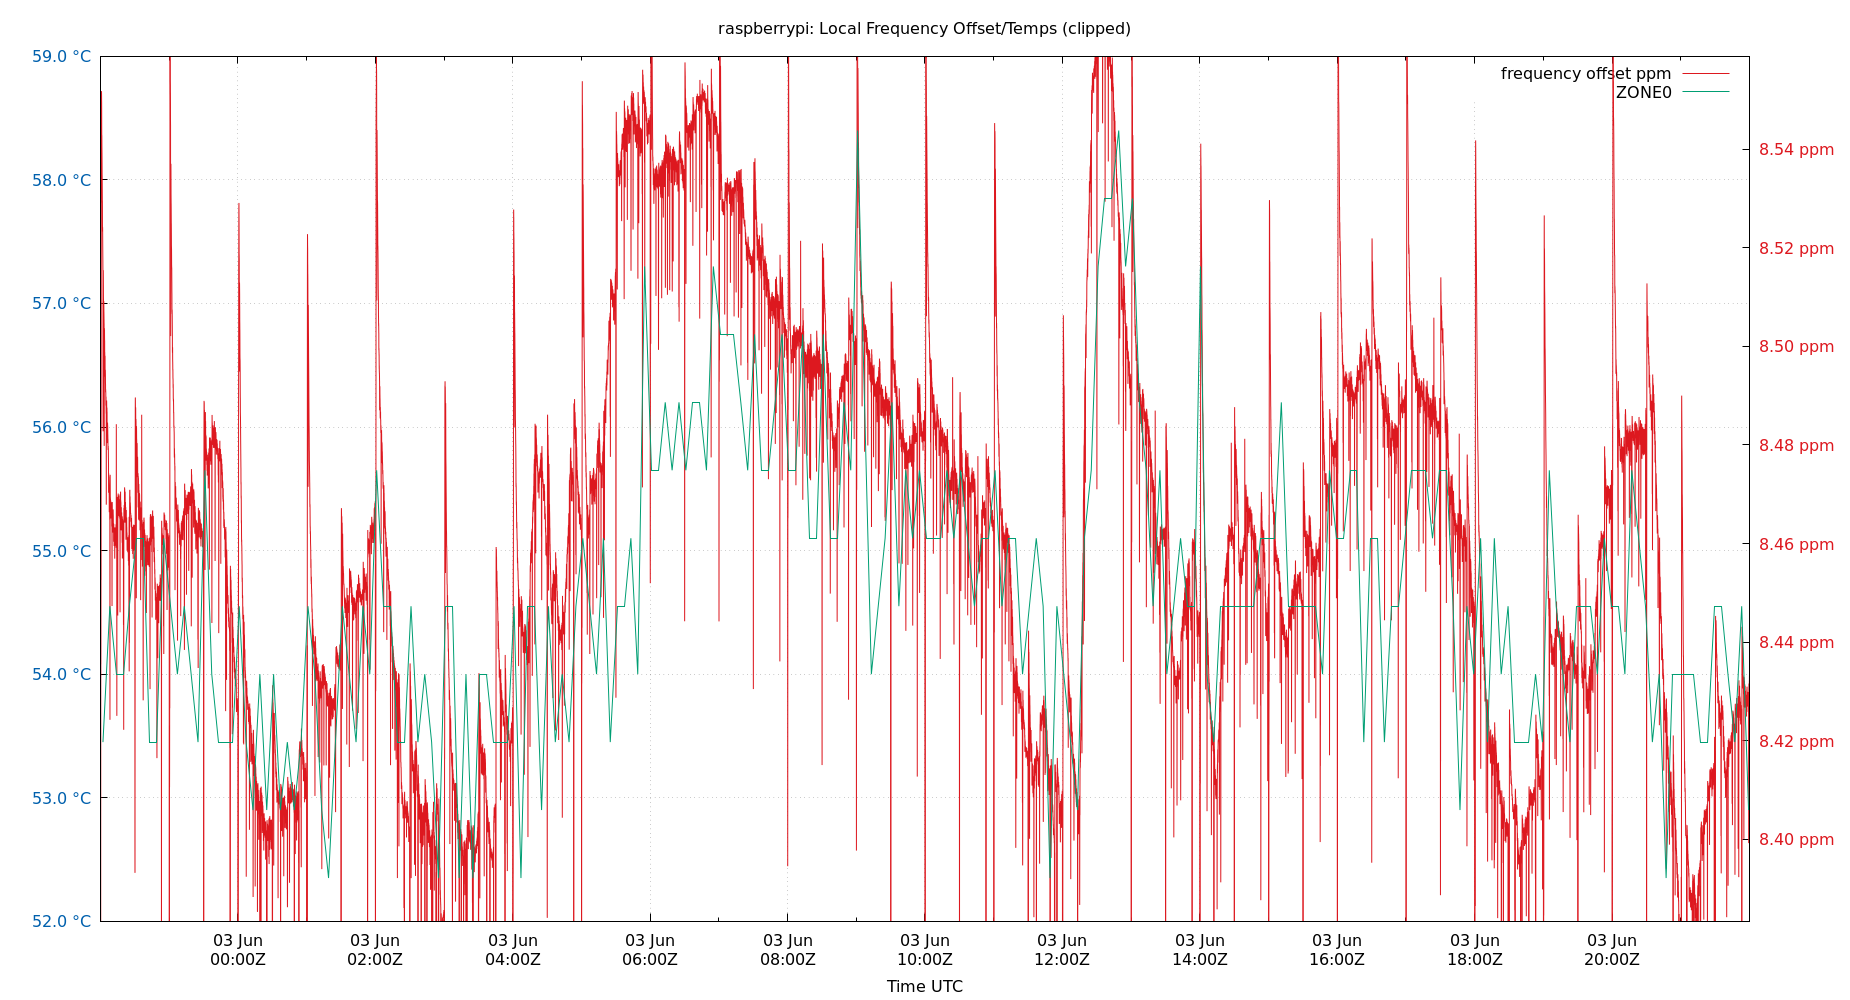 raspberrypi: Local Frequency Offset/Temps (clipped)
59.0 °C
58.0 °C
57.0 °C
56.0 °C
55.0 °C
54.0 °C
53.0 °C
52.0 °C
frequency offset ppm
ZONE0
8.54 ppm
8.52 ppm
8.50 ppm
8.48 ppm
8.46 ppm
8.44 ppm
8.42 ppm
8.40 ppm
03 Jun 03 Jun 03 Jun 03 Jun 03 Jun 03 Jun 03 Jun 03 Jun 03 Jun 03 Jun 03 Jun
00:00Z 02:00Z 04:00Z 06:00Z 08:00Z 10:00Z 12:00Z 14:00Z 16:00Z 18:00Z 20:00Z
Time UTC